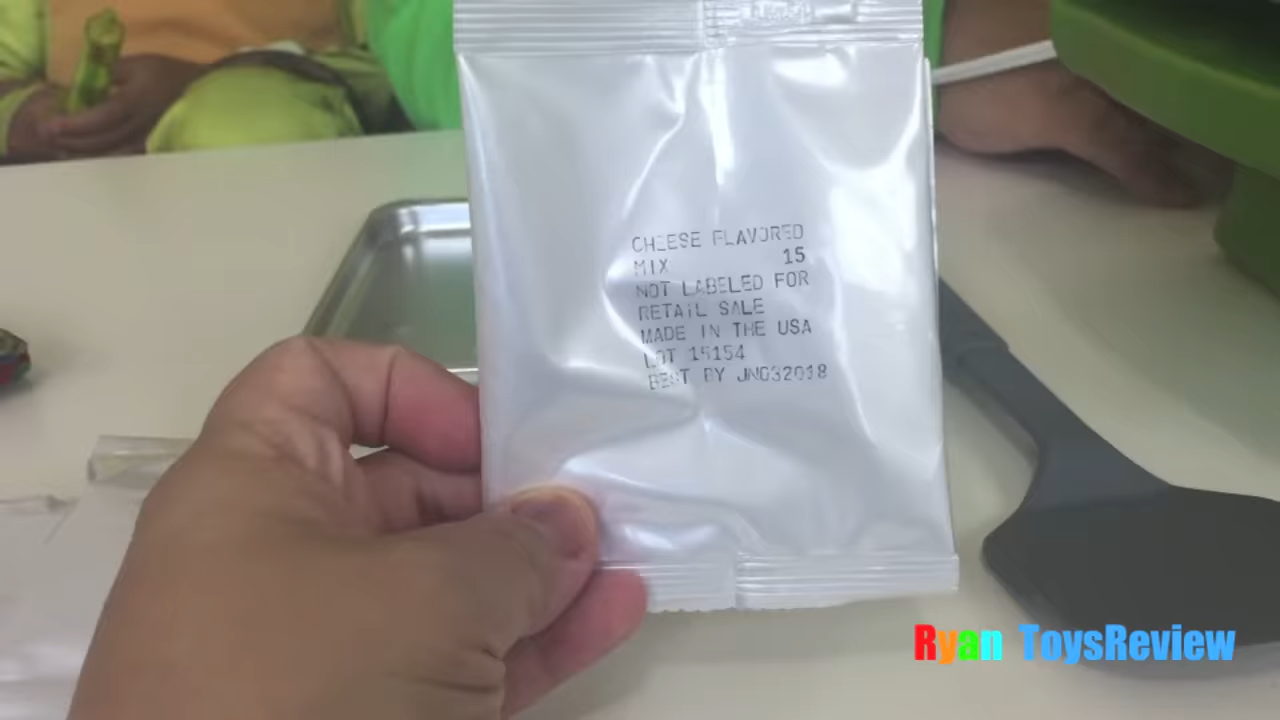 CHEESE FLAVORED
MIX 15
NOT LABELED FOR
RETAIL SALE
MADE IN THE USA
LOT 15154
BEST BY JN032018
Ryan ToysReview